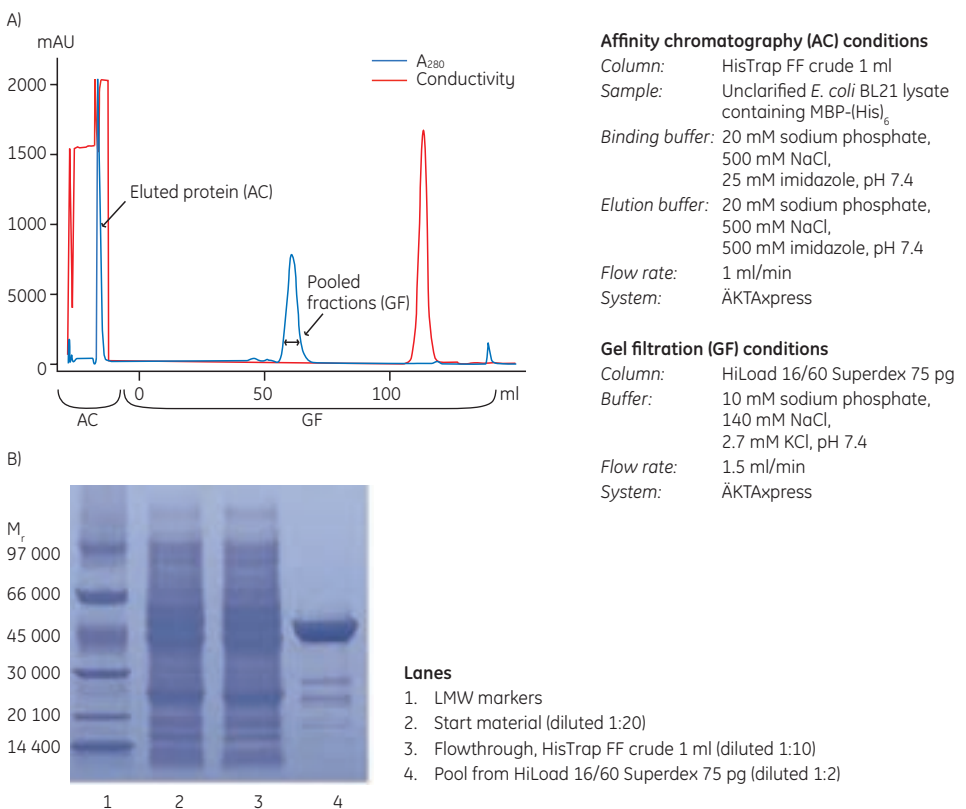 A)
mAU
A₂₈₀
Conductivity
2000
1500
1000
5000
0
Eluted protein (AC)
Pooled
fractions (GF)
0
50
100
ml
AC
GF
Affinity chromatography (AC) conditions
Column: HisTrap FF crude 1 ml
Sample: Unclarified E. coli BL21 lysate
containing MBP-(His)₆
Binding buffer: 20 mM sodium phosphate,
500 mM NaCl,
25 mM imidazole, pH 7.4
Elution buffer: 20 mM sodium phosphate,
500 mM NaCl,
500 mM imidazole, pH 7.4
Flow rate: 1 ml/min
System: ÄKTAxpress
Gel filtration (GF) conditions
Column: HiLoad 16/60 Superdex 75 pg
Buffer: 10 mM sodium phosphate,
140 mM NaCl,
2.7 mM KCl, pH 7.4
Flow rate: 1.5 ml/min
System: ÄKTAxpress
B)
Mᵣ
97 000
66 000
45 000
30 000
20 100
14 400
1 2 3 4
Lanes
1. LMW markers
2. Start material (diluted 1:20)
3. Flowthrough, HisTrap FF crude 1 ml (diluted 1:10)
4. Pool from HiLoad 16/60 Superdex 75 pg (diluted 1:2)